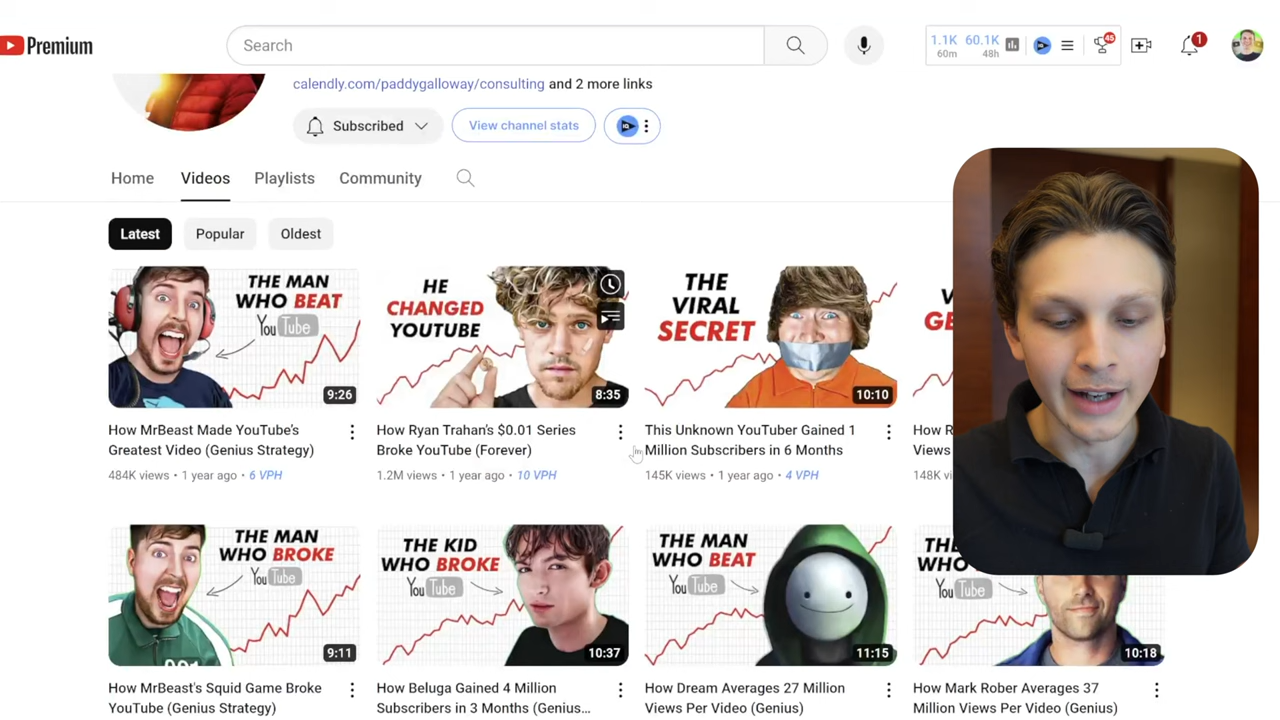 Premium
Search
1.1K 60.1K
60m 48h
45
1
calendly.com/paddygalloway/consulting and 2 more links
Subscribed
View channel stats
IQ
Home Videos Playlists Community
Latest Popular Oldest
THE MAN
WHO BEAT
YouTube
9:26
HE
CHANGED
YOUTUBE
8:35
THE
VIRAL
SECRET
10:10
How MrBeast Made YouTube's
Greatest Video (Genius Strategy)
484K views • 1 year ago • 6 VPH
How Ryan Trahan's $0.01 Series
Broke YouTube (Forever)
1.2M views • 1 year ago • 10 VPH
This Unknown YouTuber Gained 1
Million Subscribers in 6 Months
145K views • 1 year ago • 4 VPH
How R
Views
148K vi
THE MAN
WHO BROKE
YouTube
9:11
THE KID
WHO BROKE
YouTube
10:37
THE MAN
WHO BEAT
YouTube
11:15
YouTube
10:18
How MrBeast's Squid Game Broke
YouTube (Genius Strategy)
How Beluga Gained 4 Million
Subscribers in 3 Months (Genius...
How Dream Averages 27 Million
Views Per Video (Genius)
How Mark Rober Averages 37
Million Views Per Video (Genius)